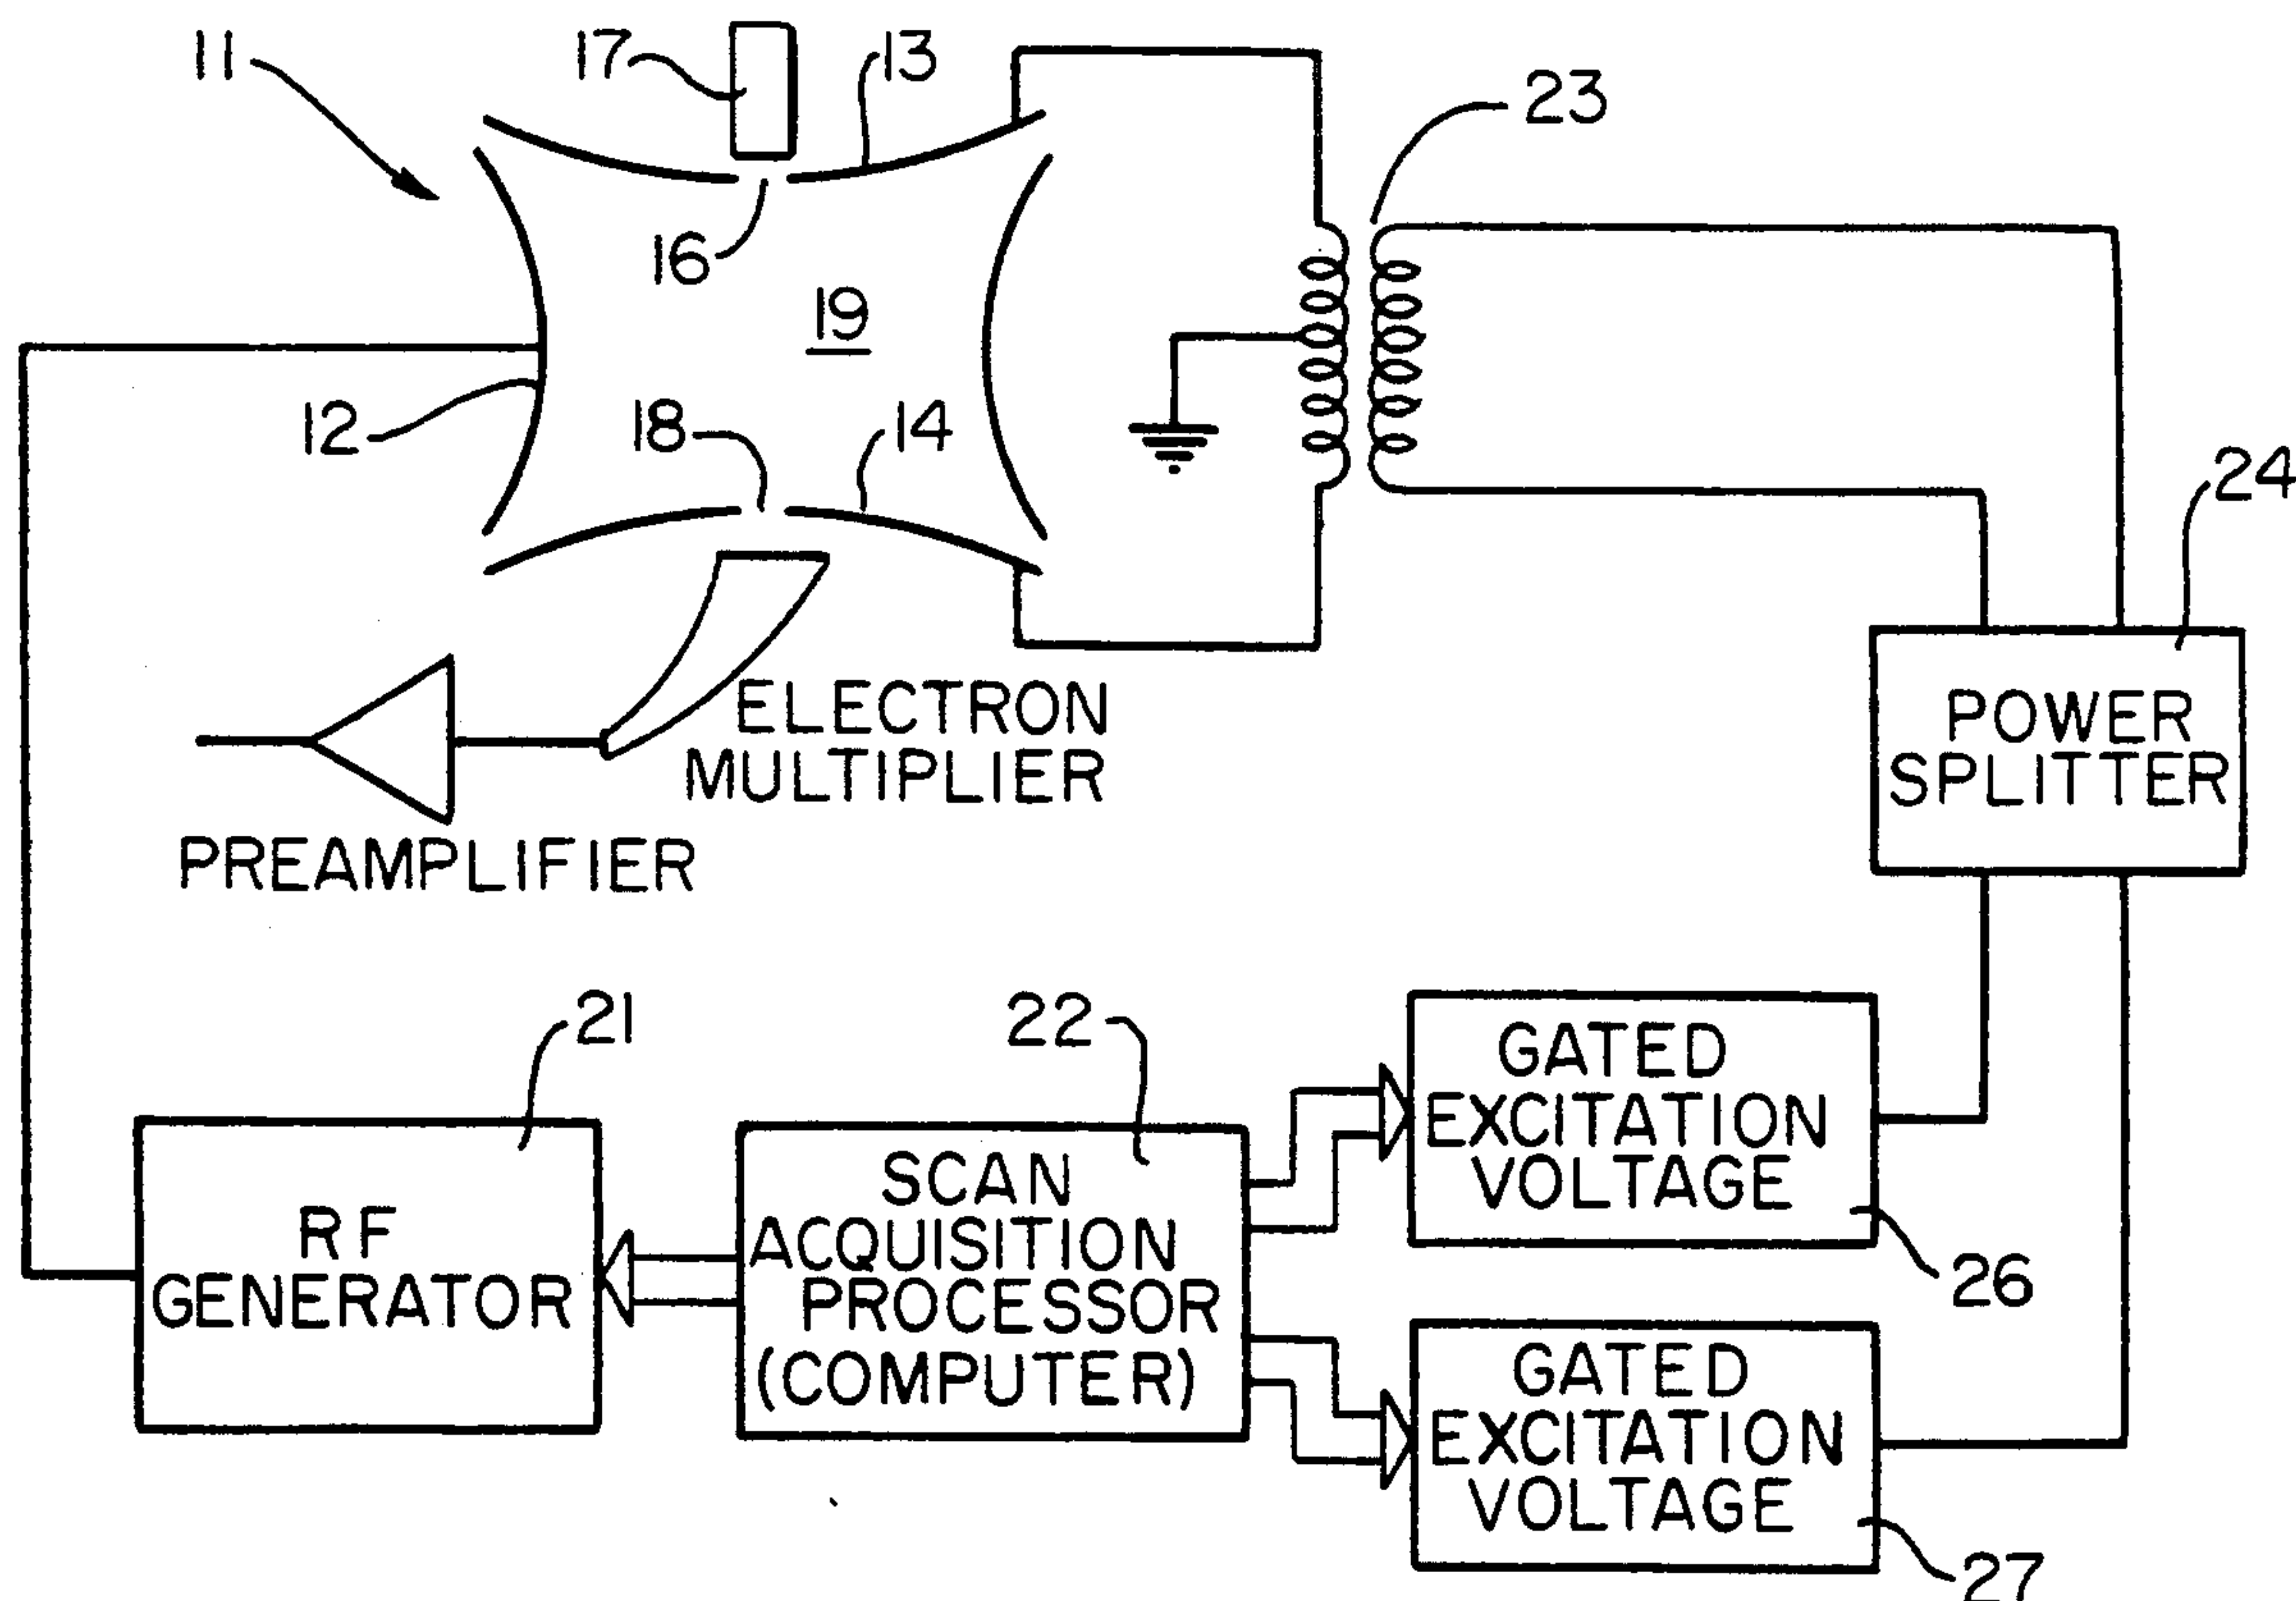 11
17
13
23
16
19
12
18
14
24
ELECTRON
MULTIPLIER
POWER
SPLITTER
PREAMPLIFIER
21
22
RF
GENERATOR
SCAN
ACQUISITION
PROCESSOR
(COMPUTER)
GATED
EXCITATION
VOLTAGE
26
GATED
EXCITATION
VOLTAGE
27